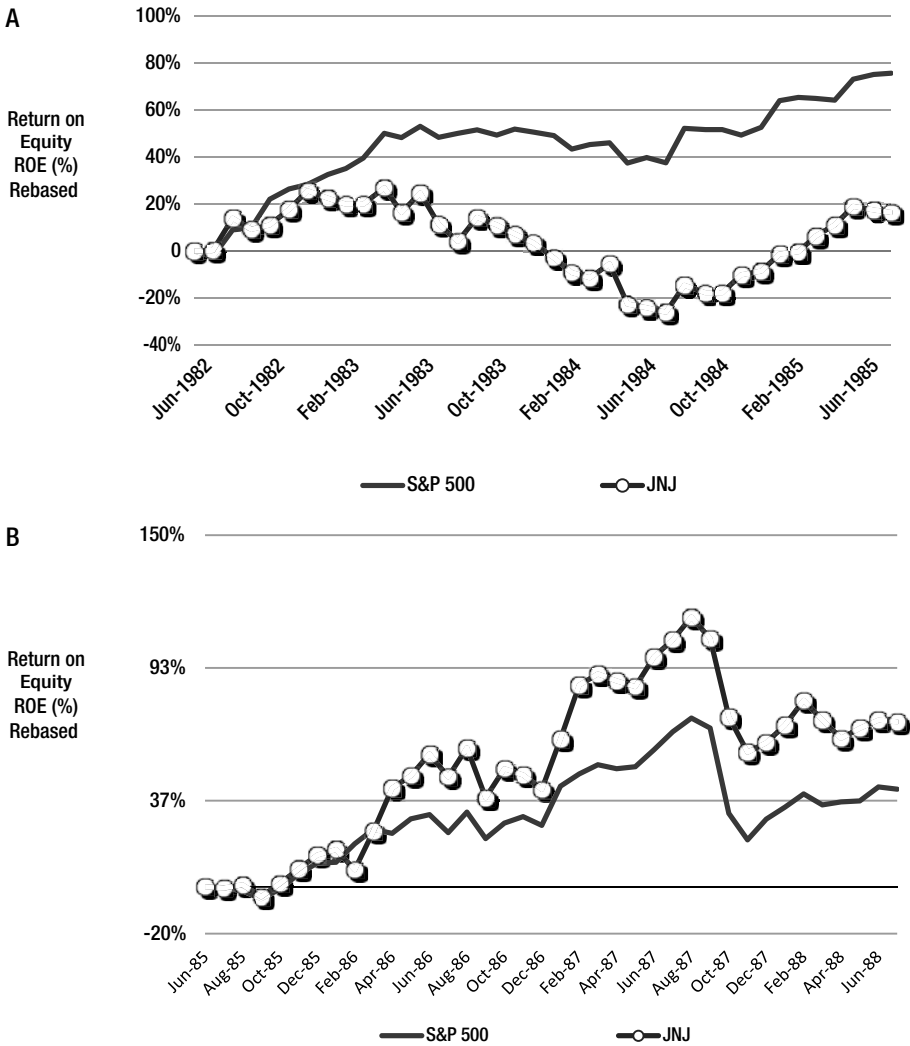 A
100%
80%
60%
40%
20%
0
-20%
-40%
Return on
Equity
ROE (%)
Rebased
Jun-1982
Oct-1982
Feb-1983
Jun-1983
Oct-1983
Feb-1984
Jun-1984
Oct-1984
Feb-1985
Jun-1985
S&P 500
JNJ
B
150%
93%
37%
-20%
Return on
Equity
ROE (%)
Rebased
Jun-85
Aug-85
Oct-85
Dec-85
Feb-86
Apr-86
Jun-86
Aug-86
Oct-86
Dec-86
Feb-87
Apr-87
Jun-87
Aug-87
Oct-87
Dec-87
Feb-88
Apr-88
Jun-88
S&P 500
JNJ